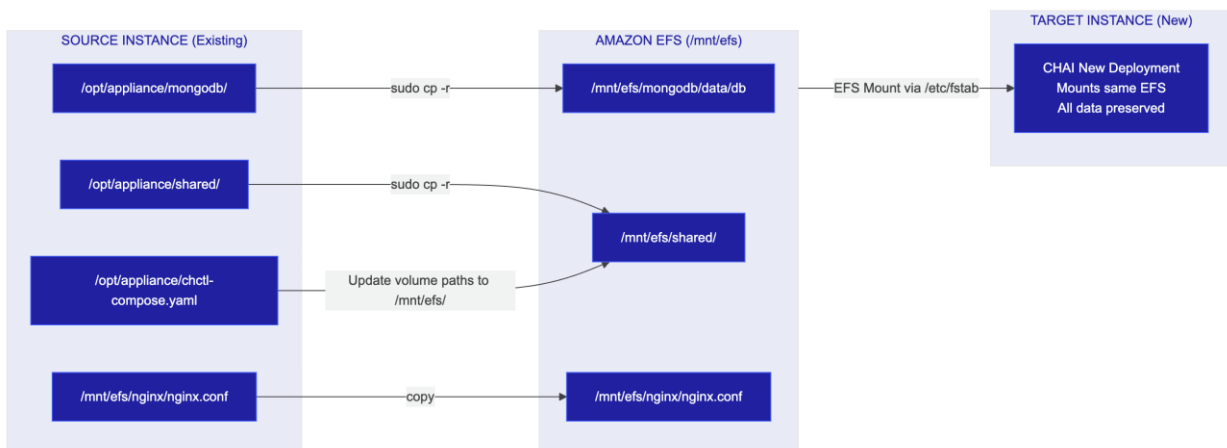 SOURCE INSTANCE (Existing)
/opt/appliance/mongodb/
/opt/appliance/shared/
/opt/appliance/chctl-
compose.yaml
/mnt/efs/nginx/nginx.conf
sudo cp -r
sudo cp -r
Update volume paths to
/mnt/efs/
copy
AMAZON EFS (/mnt/efs)
/mnt/efs/mongodb/data/db
/mnt/efs/shared/
/mnt/efs/nginx/nginx.conf
EFS Mount via /etc/fstab
TARGET INSTANCE (New)
CHAI New Deployment
Mounts same EFS
All data preserved